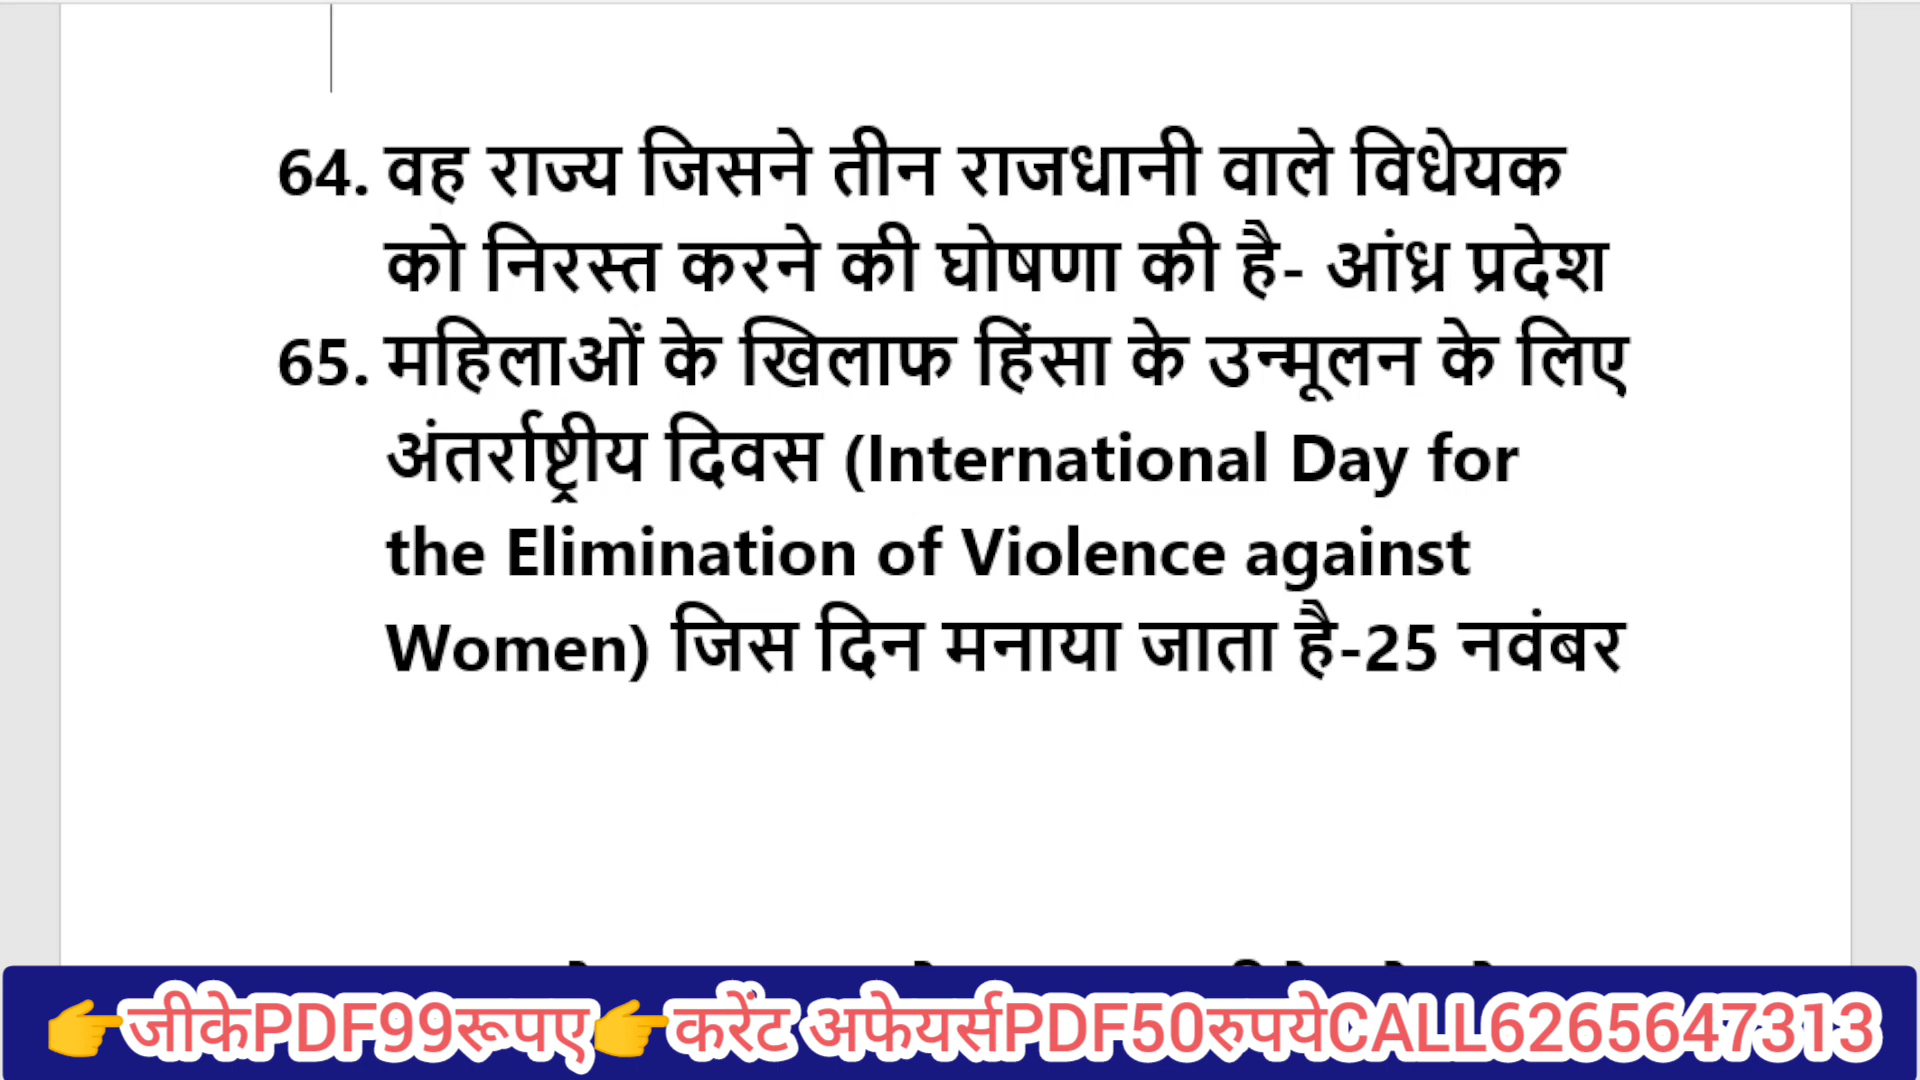 64. वह राज्य जिसने तीन राजधानी वाले विधेयक
को निरस्त करने की घोषणा की है- आंध्र प्रदेश
65. महिलाओं के खिलाफ हिंसा के उन्मूलन के लिए
अंतर्राष्ट्रीय दिवस (International Day for
the Elimination of Violence against
Women) जिस दिन मनाया जाता है-25 नवंबर
👉जीकेPDF99रूपए👉करेंट अफेयर्सPDF50रुपयेCALL6265647313